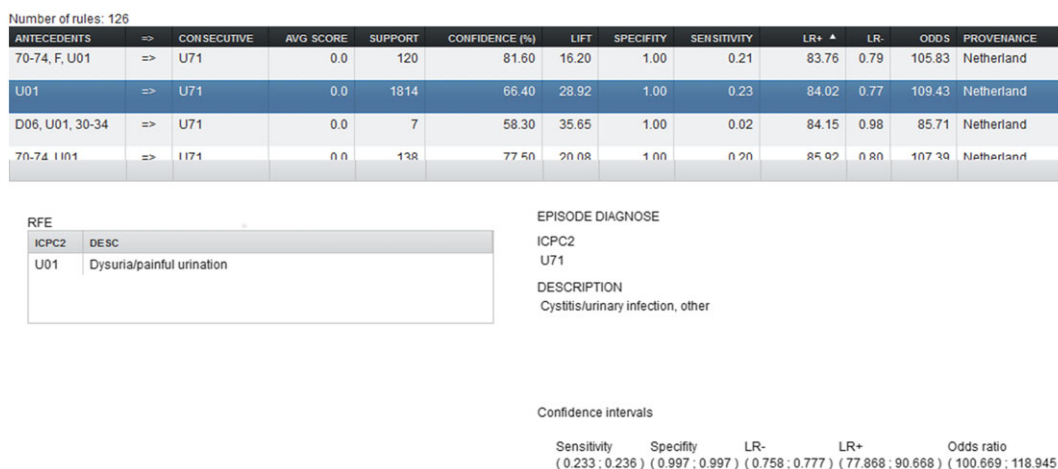 Number of rules: 126
ANTECEDENTS => CONSECUTIVE AVG SCORE SUPPORT CONFIDENCE (%) LIFT SPECIFIY SENSITIVITY LR+ ▲ LR- ODDS PROVENANCE
70-74, F, U01 => U71 0.0 120 81.60 16.20 1.00 0.21 83.76 0.79 105.83 Netherland
U01 => U71 0.0 1814 66.40 28.92 1.00 0.23 84.02 0.77 109.43 Netherland
D06, U01, 30-34 => U71 0.0 7 58.30 35.65 1.00 0.02 84.15 0.98 85.71 Netherland
70-74, U01 => U71 0.0 138 77.50 20.08 1.00 0.20 85.92 0.80 107.39 Netherland
RFE
ICPC2 DESC
U01 Dysuria/painful urination
EPISODE DIAGNOSE
ICPC2
U71
DESCRIPTION
Cystitis/urinary infection, other
Confidence intervals
Sensitivity Specifity LR- LR+ Odds ratio
( 0.233 ; 0.236 ) ( 0.997 ; 0.997 ) ( 0.758 ; 0.777 ) ( 77.868 ; 90.668 ) ( 100.669 ; 118.945